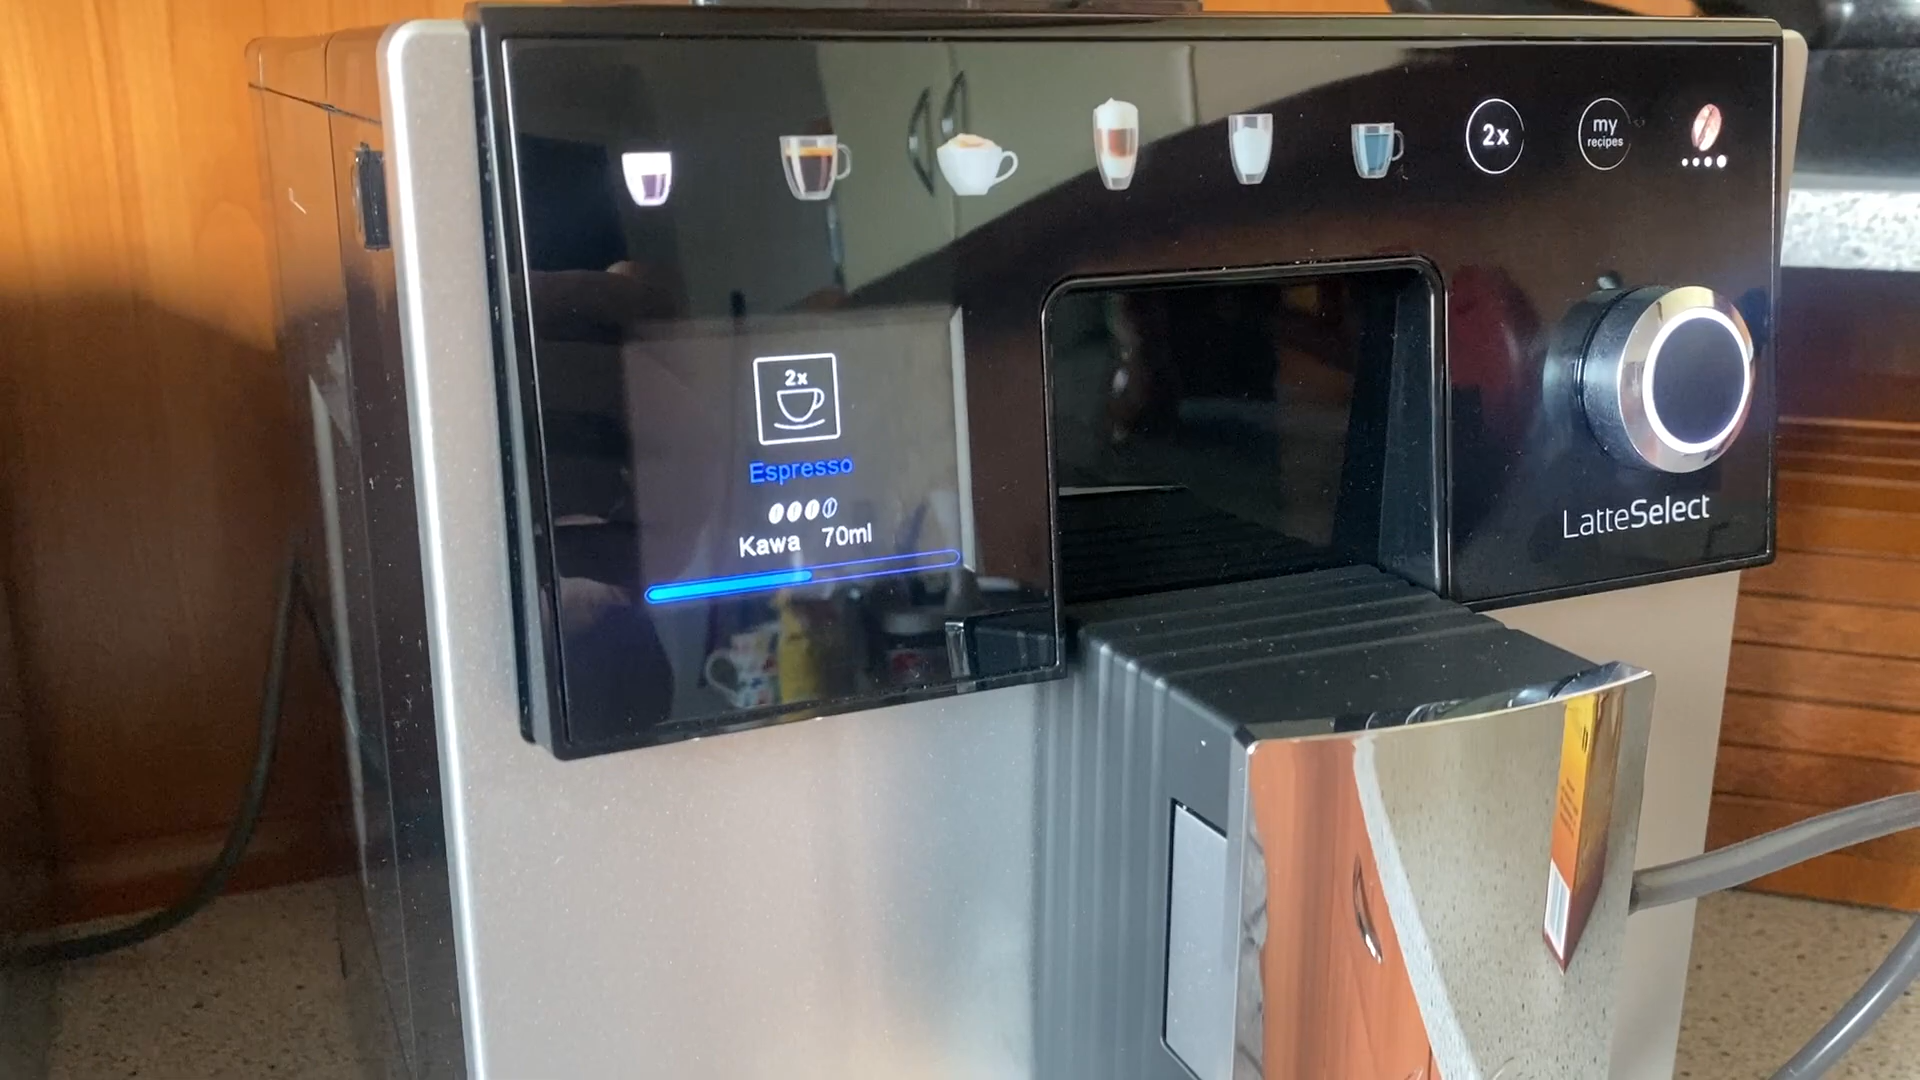 2x
my
recipes
2x
Espresso
Kawa 70ml
LatteSelect